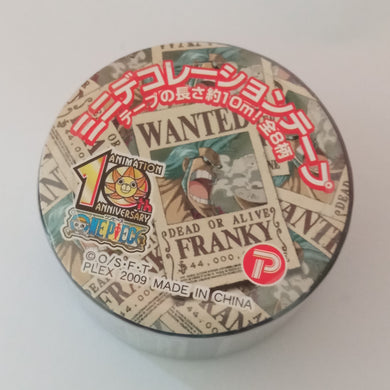 ミニデコレーションテープ
テープの長さ約10m！全8柄
WANTED
DEAD OR ALIVE
FRANKY
44,000,
ANIMATION
10th
ANNIVERSARY
ONE PIECE
P
©O/S・F・T
PLEX 2009 MADE IN CHINA